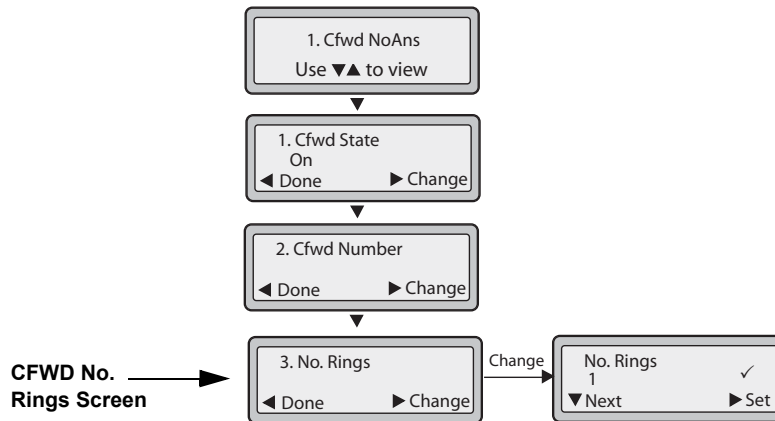 1. Cfwd NoAns
Use ▼▲ to view
1. Cfwd State
On
◀ Done ▶ Change
2. Cfwd Number
◀ Done ▶ Change
CFWD No.
Rings Screen
3. No. Rings
◀ Done ▶ Change
Change
No. Rings
1 ✓
▼Next ▶ Set